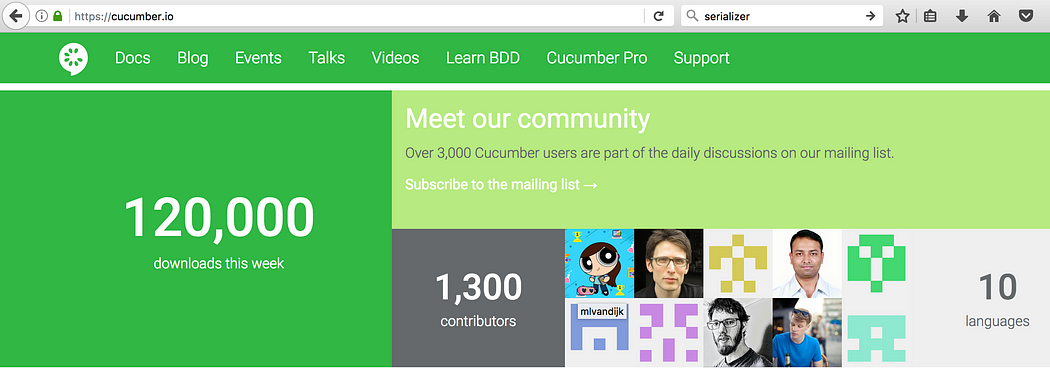 https://cucumber.io
serializer
Docs Blog Events Talks Videos Learn BDD Cucumber Pro Support
Meet our community
Over 3,000 Cucumber users are part of the daily discussions on our mailing list.
Subscribe to the mailing list →
120,000
downloads this week
1,300
contributors
mlvandijk
10
languages